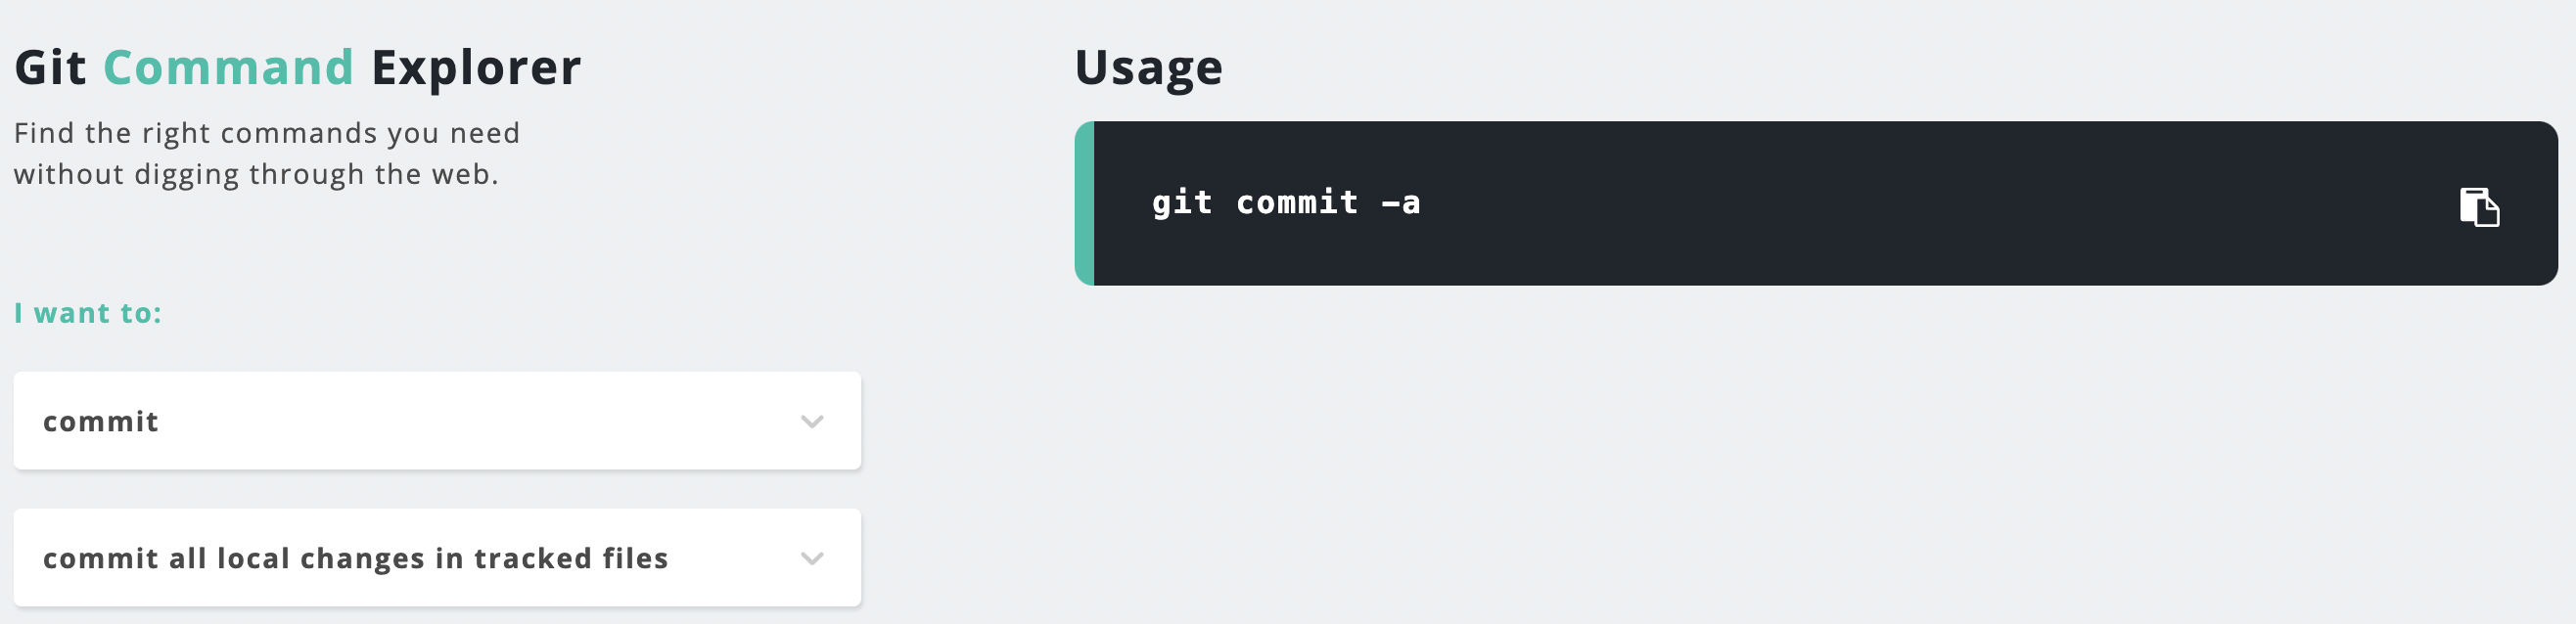 Git Command Explorer
Find the right commands you need
without digging through the web.
I want to:
commit
commit all local changes in tracked files
Usage
git commit -a